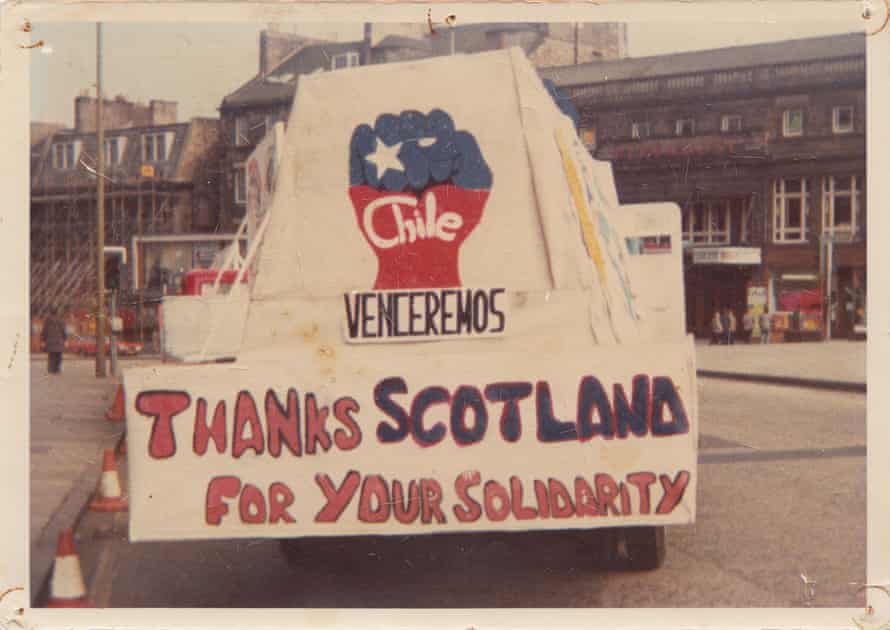 Chile
VENCEREMOS
THANKS SCOTLAND
FOR YOUR SOLIDARITY